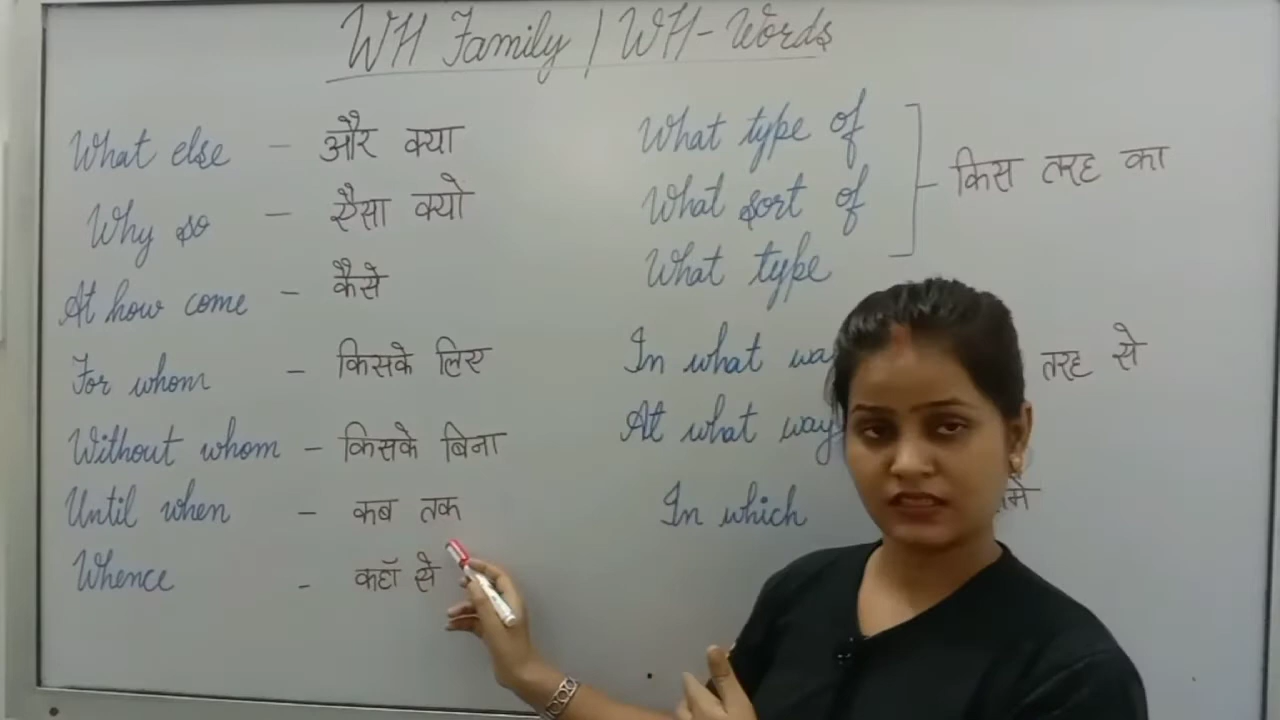 WH Family / WH-Words
What else - और क्या
Why so - ऐसा क्यो
At how come - कैसे
For whom - किसके लिए
Without whom - किसके बिना
Until when - कब तक
Whence - कहाँ से
What type of
What sort of
What type
- किस तरह का
In what
तरह से
At what way
In which